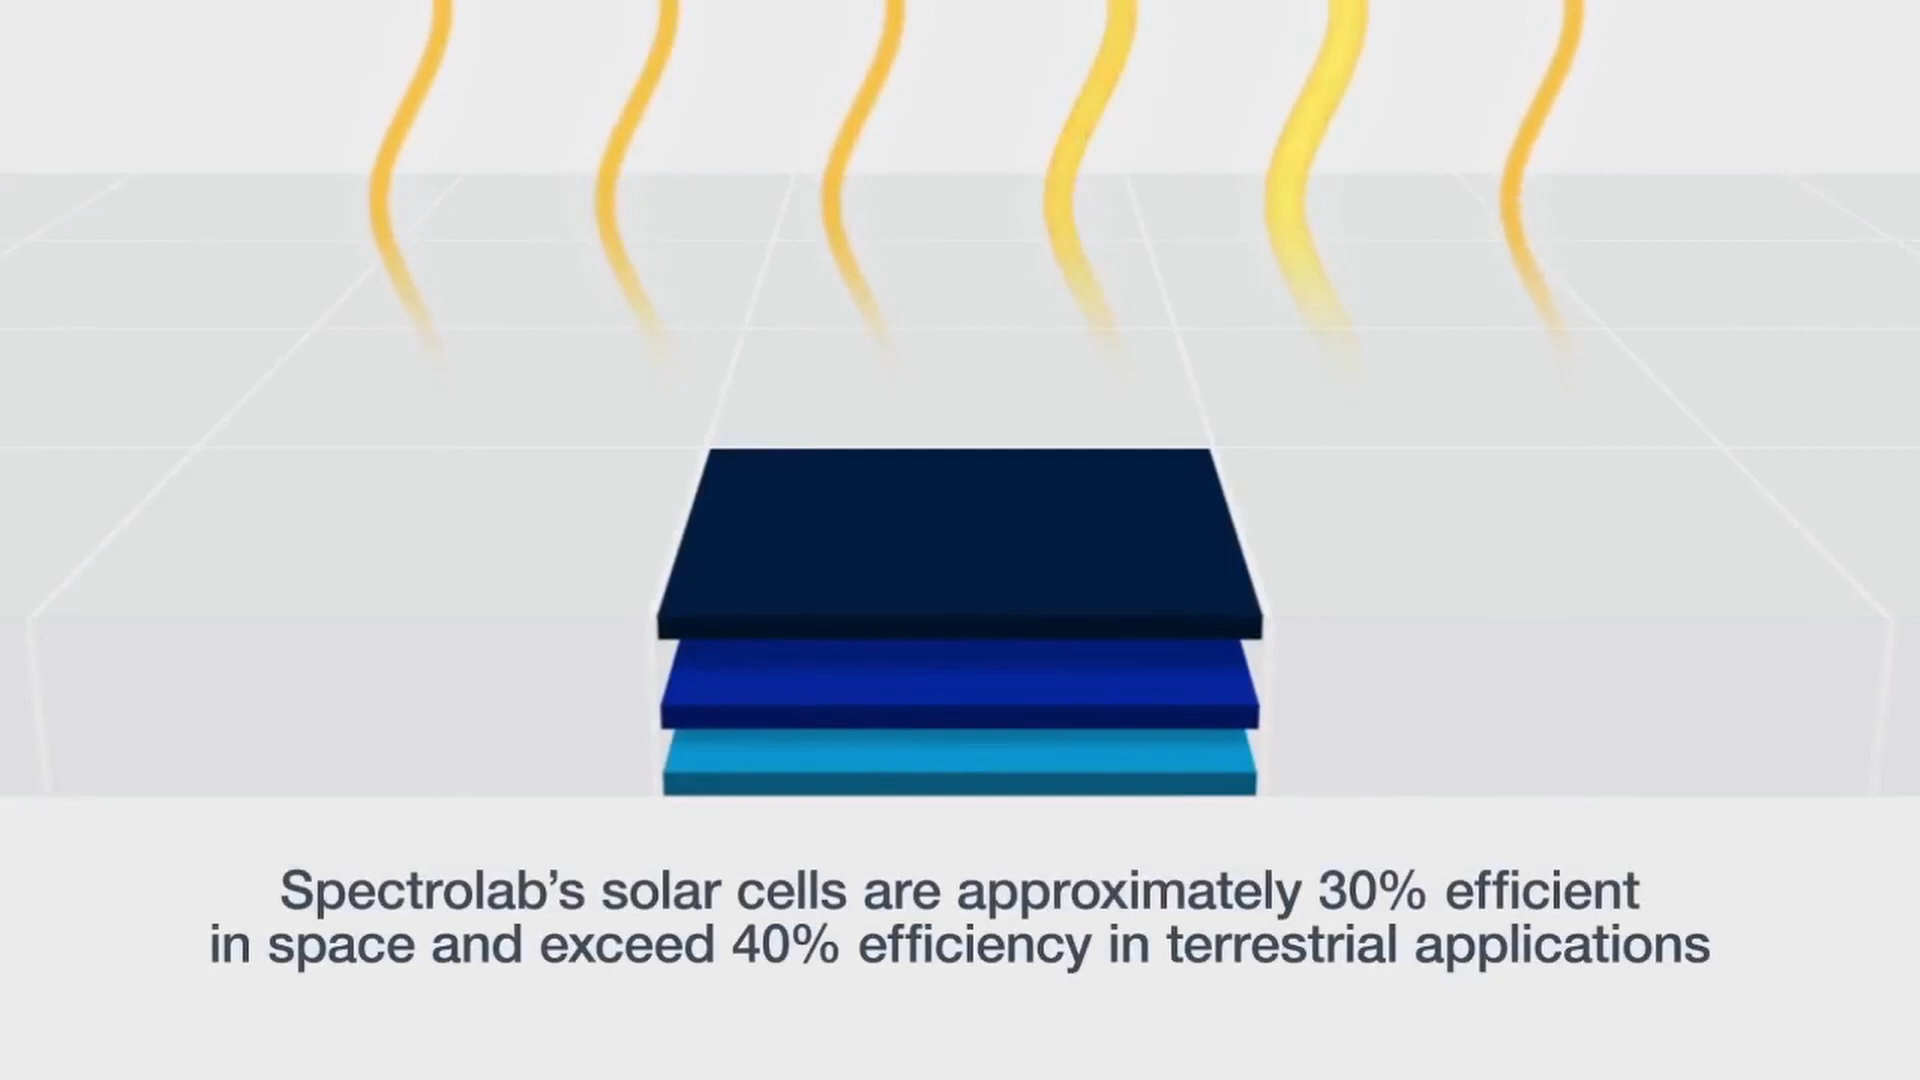 Spectrolab’s solar cells are approximately 30% efficient
in space and exceed 40% efficiency in terrestrial applications